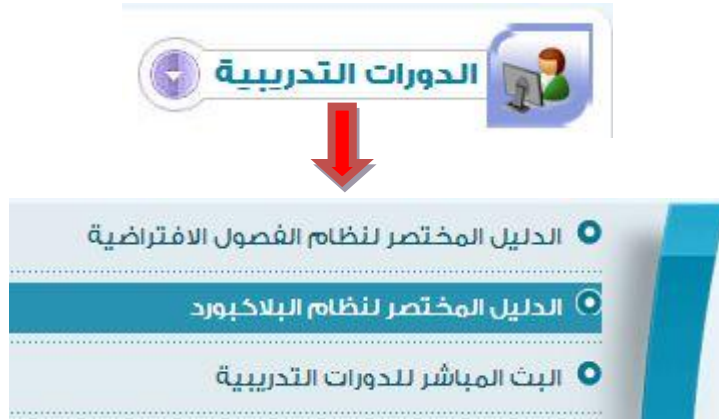 الدورات التدريبية
الدليل المختصر لنظام الفصول الافتراضية
الدليل المختصر لنظام البلاكبورد
البث المباشر للدورات التدريبية